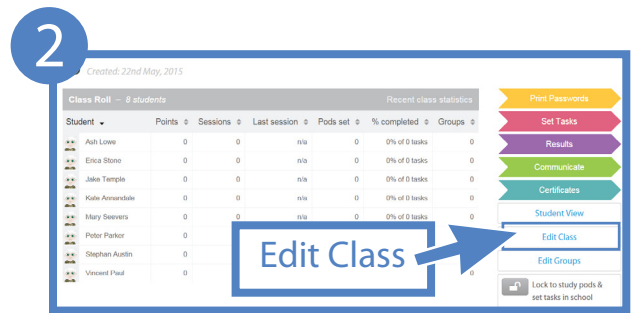 2
Created: 22nd May, 2015
Class Roll – 8 students Recent class statistics
Student Points Sessions Last session Pods set % completed Groups
Ash Lowe 0 0 n/a 0 0% of 0 tasks 0
Erica Stone 0 0 n/a 0 0% of 0 tasks 0
Jake Temple 0 0 n/a 0 0% of 0 tasks 0
Kate Annandale 0 0 n/a 0 0% of 0 tasks 0
Mary Seevers 0 0 n/a 0 0% of 0 tasks 0
Peter Parker 0
Stephan Austin 0
Vincent Paul 0 0
Edit Class
Print Passwords
Set Tasks
Results
Communicate
Certificates
Student View
Edit Class
Edit Groups
Lock to study pods &
set tasks in school